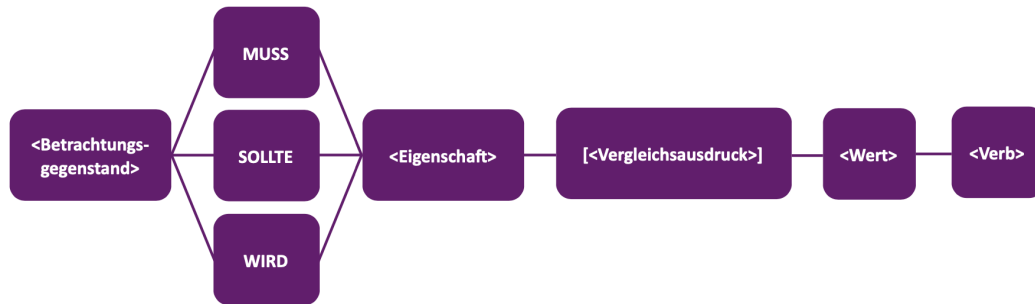 <Betrachtungs-
gegenstand>
MUSS
SOLLTE
WIRD
<Eigenschaft>
[<Vergleichsausdruck>]
<Wert>
<Verb>